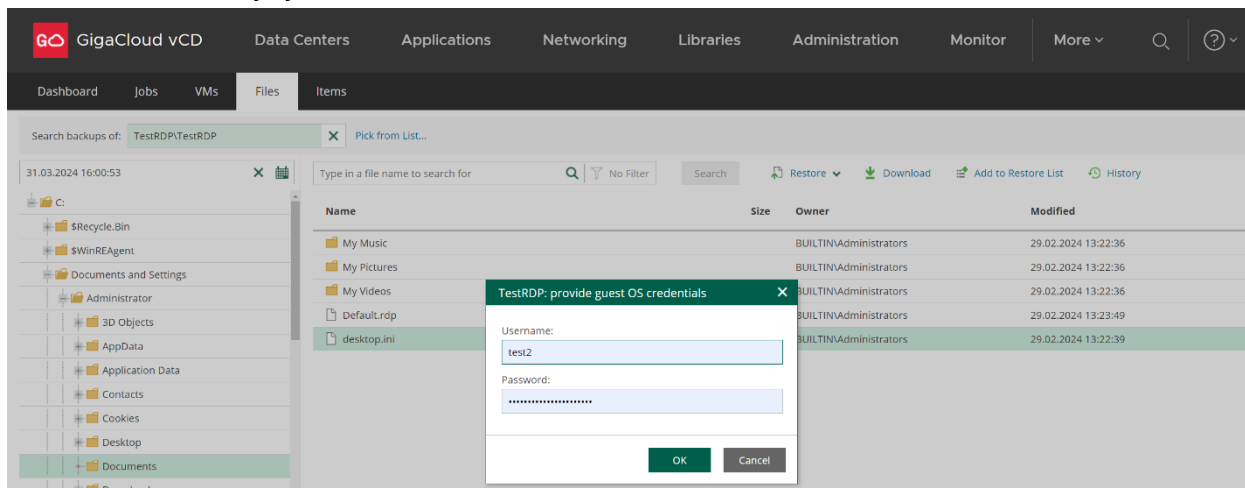 GigaCloud vCD Data Centers Applications Networking Libraries Administration Monitor More
Dashboard Jobs VMs Files Items
Search backups of: TestRDP\TestRDP Pick from List...
31.03.2024 16:00:53 Type in a file name to search for No Filter Search Restore Download Add to Restore List History
C:
$Recycle.Bin
$WinREAgent
Documents and Settings
Administrator
3D Objects
AppData
Application Data
Contacts
Cookies
Desktop
Documents
Name Size Owner Modified
My Music BUILTIN\Administrators 29.02.2024 13:22:36
My Pictures BUILTIN\Administrators 29.02.2024 13:22:36
My Videos BUILTIN\Administrators 29.02.2024 13:22:36
Default.rdp BUILTIN\Administrators 29.02.2024 13:23:49
desktop.ini BUILTIN\Administrators 29.02.2024 13:22:39
TestRDP: provide guest OS credentials
Username:
test2
Password:
OK Cancel